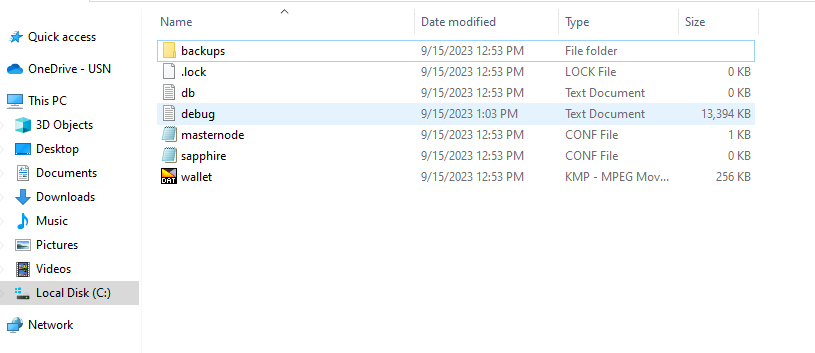 Name Date modified Type Size
Quick access
OneDrive - USN
This PC
3D Objects
Desktop
Documents
Downloads
Music
Pictures
Videos
Local Disk (C:)
Network
backups 9/15/2023 12:53 PM File folder
.lock 9/15/2023 12:53 PM LOCK File 0 KB
db 9/15/2023 12:53 PM Text Document 0 KB
debug 9/15/2023 1:03 PM Text Document 13,394 KB
masternode 9/15/2023 12:53 PM CONF File 1 KB
sapphire 9/15/2023 12:53 PM CONF File 0 KB
DAT wallet 9/15/2023 12:53 PM KMP - MPEG Mov... 256 KB